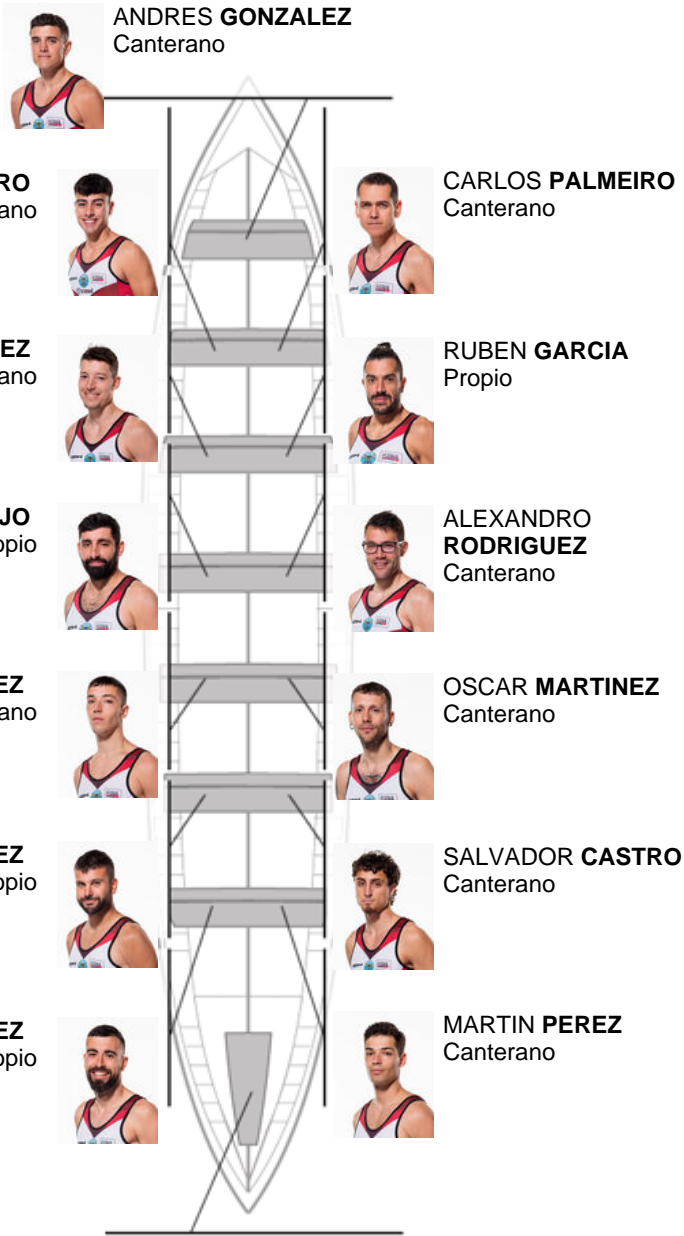 ANDRES GONZALEZ
Canterano
RO
ano
CARLOS PALMEIRO
Canterano
EZ
ano
RUBEN GARCIA
Propio
JO
opio
ALEXANDRO
RODRIGUEZ
Canterano
EZ
ano
OSCAR MARTINEZ
Canterano
EZ
opio
SALVADOR CASTRO
Canterano
EZ
opio
MARTIN PEREZ
Canterano